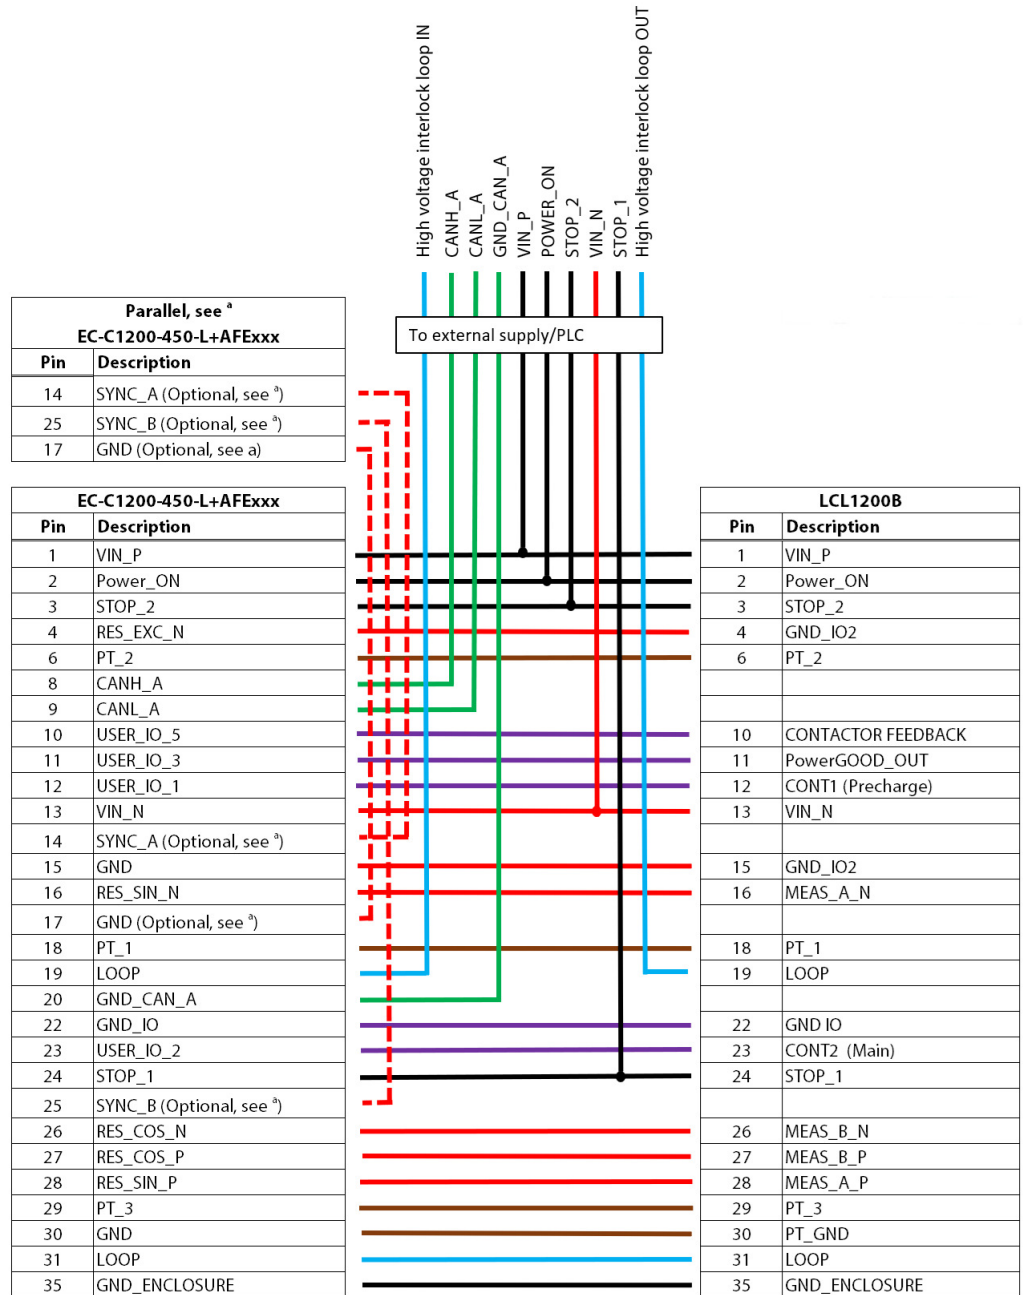 High voltage interlock loop IN
CANH_A
CANL_A
GND_CAN_A
VIN_P
POWER_ON
STOP_2
VIN_N
STOP_1
High voltage interlock loop OUT
To external supply/PLC
Parallel, see a
EC-C1200-450-L+AFExxx
Pin Description
14 SYNC_A (Optional, see a)
25 SYNC_B (Optional, see a)
17 GND (Optional, see a)
EC-C1200-450-L+AFExxx
Pin Description
1 VIN_P
2 Power_ON
3 STOP_2
4 RES_EXC_N
6 PT_2
8 CANH_A
9 CANL_A
10 USER_IO_5
11 USER_IO_3
12 USER_IO_1
13 VIN_N
14 SYNC_A (Optional, see a)
15 GND
16 RES_SIN_N
17 GND (Optional, see a)
18 PT_1
19 LOOP
20 GND_CAN_A
22 GND_IO
23 USER_IO_2
24 STOP_1
25 SYNC_B (Optional, see a)
26 RES_COS_N
27 RES_COS_P
28 RES_SIN_P
29 PT_3
30 GND
31 LOOP
35 GND_ENCLOSURE
LCL1200B
Pin Description
1 VIN_P
2 Power_ON
3 STOP_2
4 GND_IO2
6 PT_2
10 CONTACTOR FEEDBACK
11 PowerGOOD_OUT
12 CONT1 (Precharge)
13 VIN_N
15 GND_IO2
16 MEAS_A_N
18 PT_1
19 LOOP
22 GND IO
23 CONT2 (Main)
24 STOP_1
26 MEAS_B_N
27 MEAS_B_P
28 MEAS_A_P
29 PT_3
30 PT_GND
31 LOOP
35 GND_ENCLOSURE